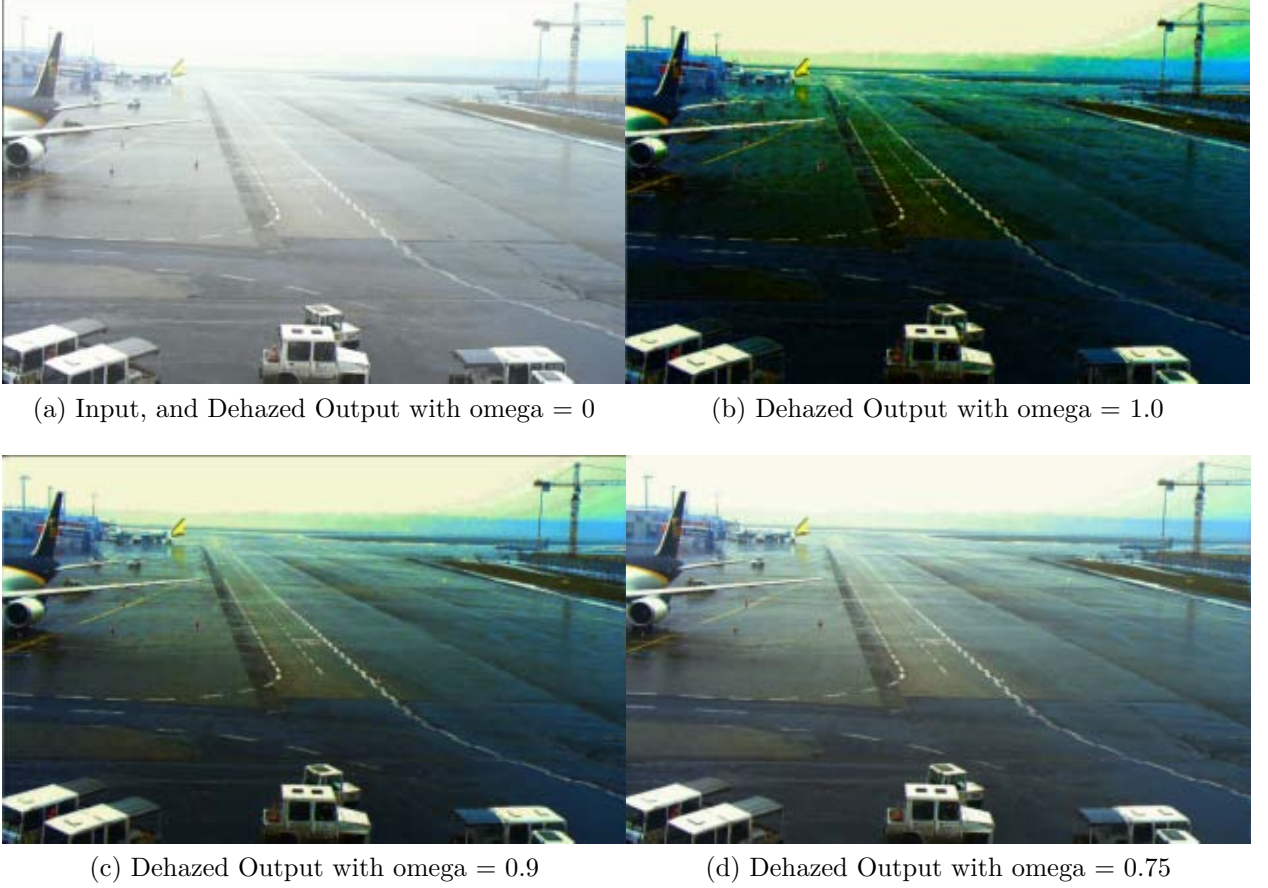 (a) Input, and Dehazed Output with omega = 0
(b) Dehazed Output with omega = 1.0
(c) Dehazed Output with omega = 0.9
(d) Dehazed Output with omega = 0.75